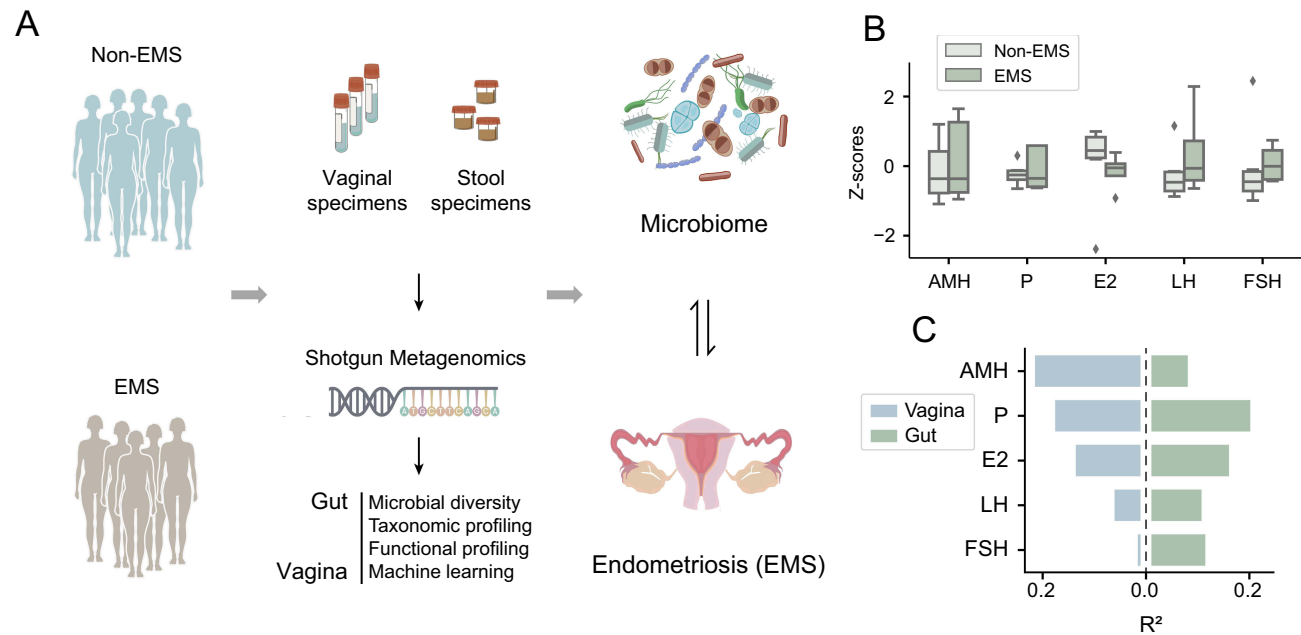 A
Non-EMS
EMS
Vaginal
specimens
Stool
specimens
Shotgun Metagenomics
ATGCTTCAGCA
Gut
Vagina
Microbial diversity
Taxonomic profiling
Functional profiling
Machine learning
Microbiome
Endometriosis (EMS)
B
Non-EMS
EMS
Z-scores
2
0
−2
AMH P E2 LH FSH
C
Vagina
Gut
AMH
P
E2
LH
FSH
0.2 0.0 0.2
R²